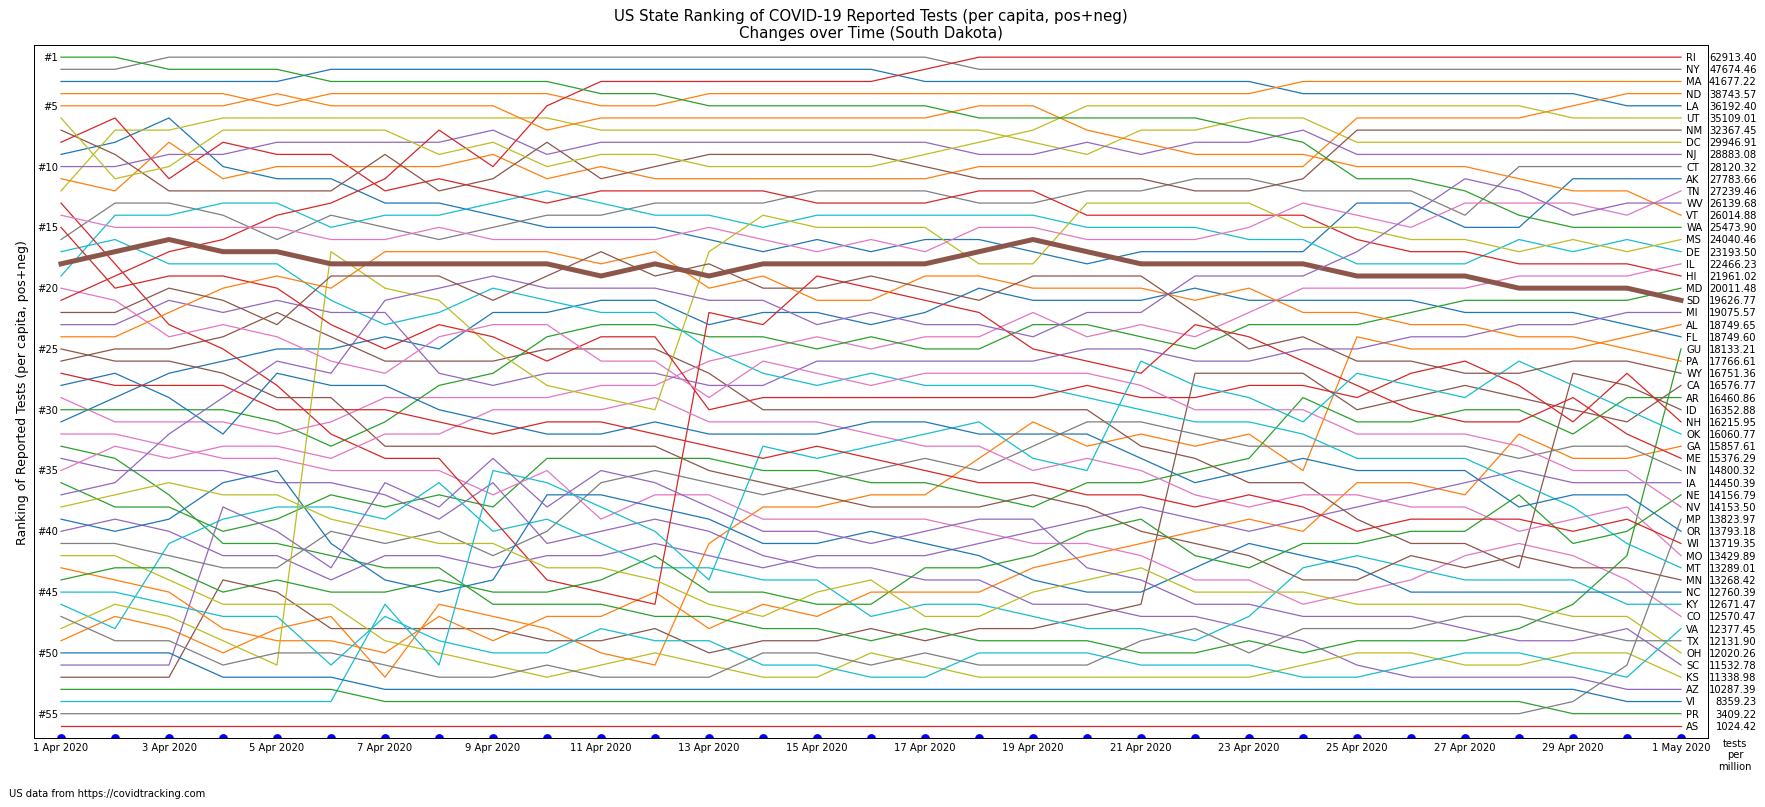 US State Ranking of COVID-19 Reported Tests (per capita, pos+neg)
Changes over Time (South Dakota)
Ranking of Reported Tests (per capita, pos+neg)
#1
#5
#10
#15
#20
#25
#30
#35
#40
#45
#50
#55
RI 62913.40
NY 47674.46
MA 41677.22
ND 38743.57
LA 36192.40
UT 35109.01
NM 32367.45
DC 29946.91
NJ 28883.08
CT 28120.32
AK 27783.66
TN 27239.46
WV 26139.68
VT 26014.88
WA 25473.90
MS 24040.46
DE 23193.50
IL 22466.23
HI 21961.02
MD 20011.48
SD 19626.77
MI 19075.57
AL 18749.65
FL 18749.60
GU 18133.21
PA 17766.61
WY 16751.36
CA 16576.77
AR 16460.86
ID 16352.88
NH 16215.95
OK 16060.77
GA 15857.61
ME 15376.29
IN 14800.32
IA 14450.39
NE 14156.79
NV 14153.50
MP 13823.97
OR 13793.18
WI 13719.35
MO 13429.89
MT 13289.01
MN 13268.42
NC 12760.39
KY 12671.47
CO 12570.47
VA 12377.45
TX 12131.90
OH 12020.26
SC 11532.78
KS 11338.98
AZ 10287.39
VI 8359.23
PR 3409.22
AS 1024.42
1 Apr 2020 3 Apr 2020 5 Apr 2020 7 Apr 2020 9 Apr 2020 11 Apr 2020 13 Apr 2020 15 Apr 2020 17 Apr 2020 19 Apr 2020 21 Apr 2020 23 Apr 2020 25 Apr 2020 27 Apr 2020 29 Apr 2020 1 May 2020
tests
per
million
US data from https://covidtracking.com